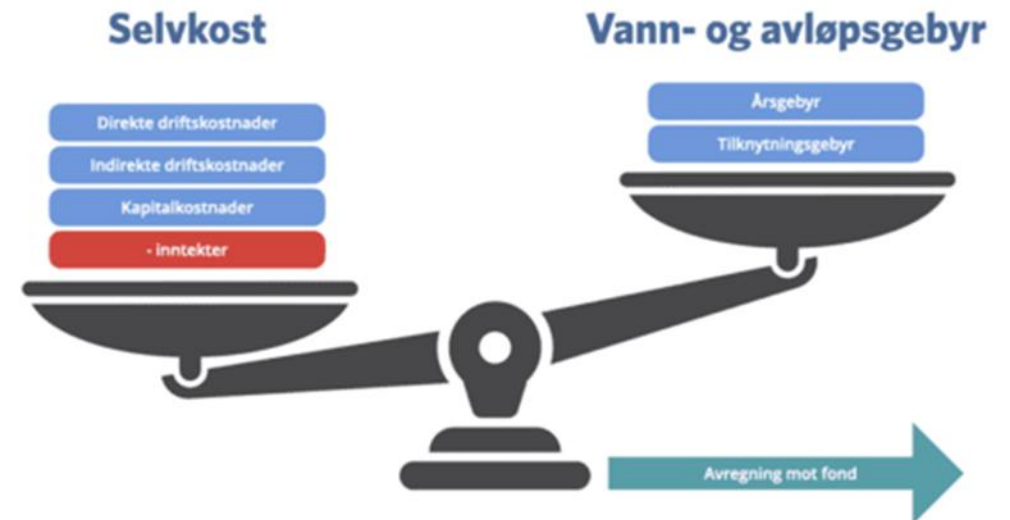 Selvkost
Vann- og avløpsgebyr
Direkte driftskostnader
Indirekte driftskostnader
Kapitalkostnader
- inntekter
Årsgebyr
Tilknytningsgebyr
Avregning mot fond